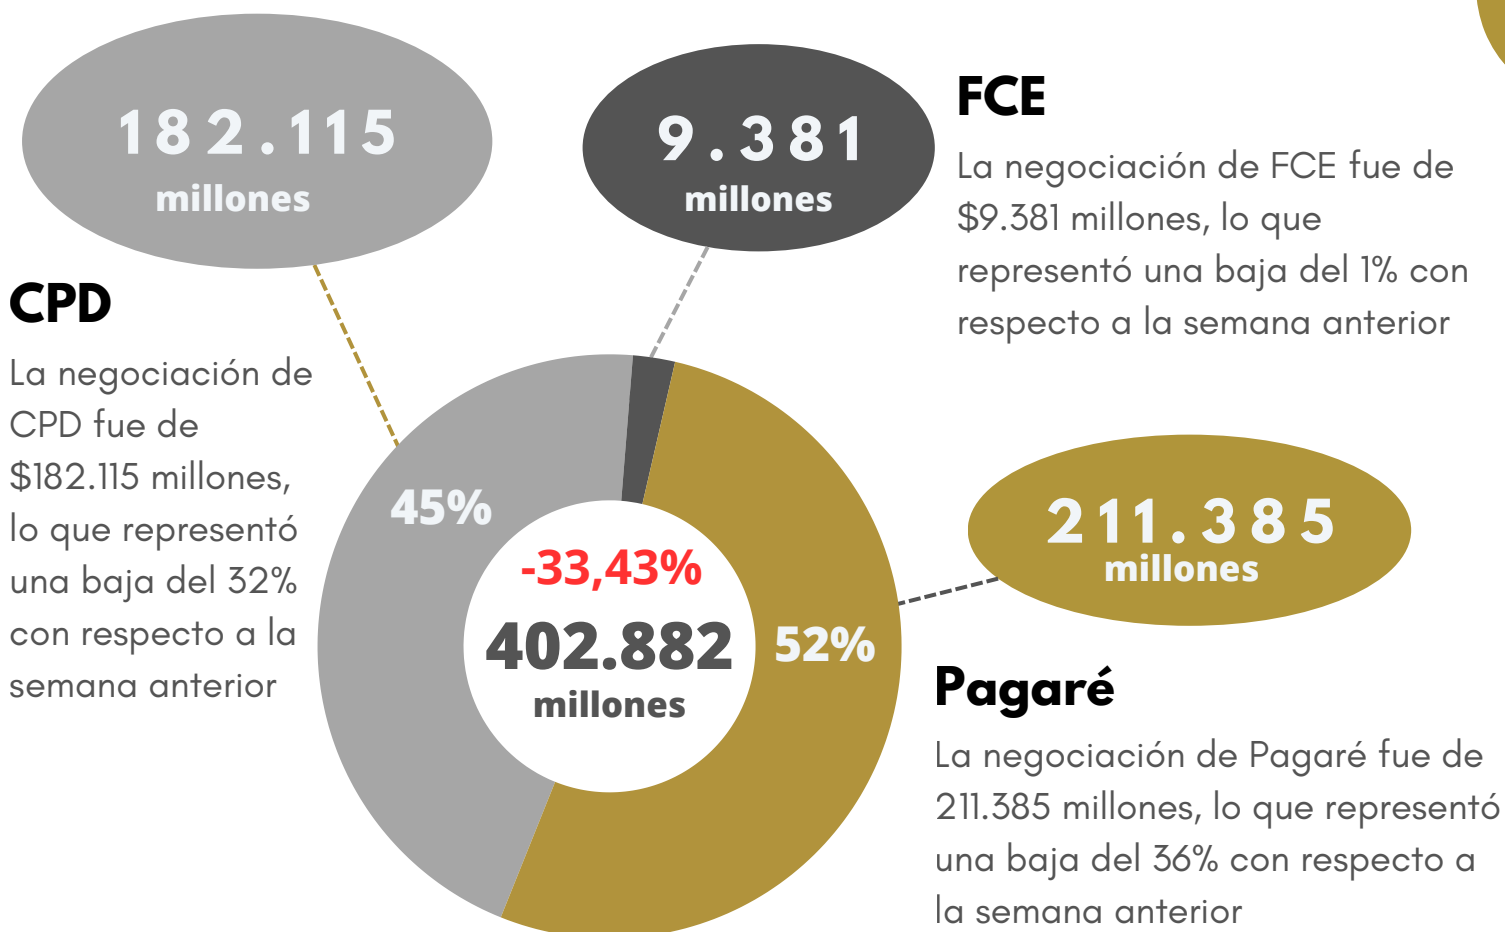 182.115
millones
CPD
La negociación de
CPD fue de
$182.115 millones,
lo que representó
una baja del 32%
con respecto a la
semana anterior
9.381
millones
FCE
La negociación de FCE fue de
$9.381 millones, lo que
representó una baja del 1% con
respecto a la semana anterior
45%
-33,43%
402.882
millones
52%
211.385
millones
Pagaré
La negociación de Pagaré fue de
211.385 millones, lo que representó
una baja del 36% con respecto a
la semana anterior